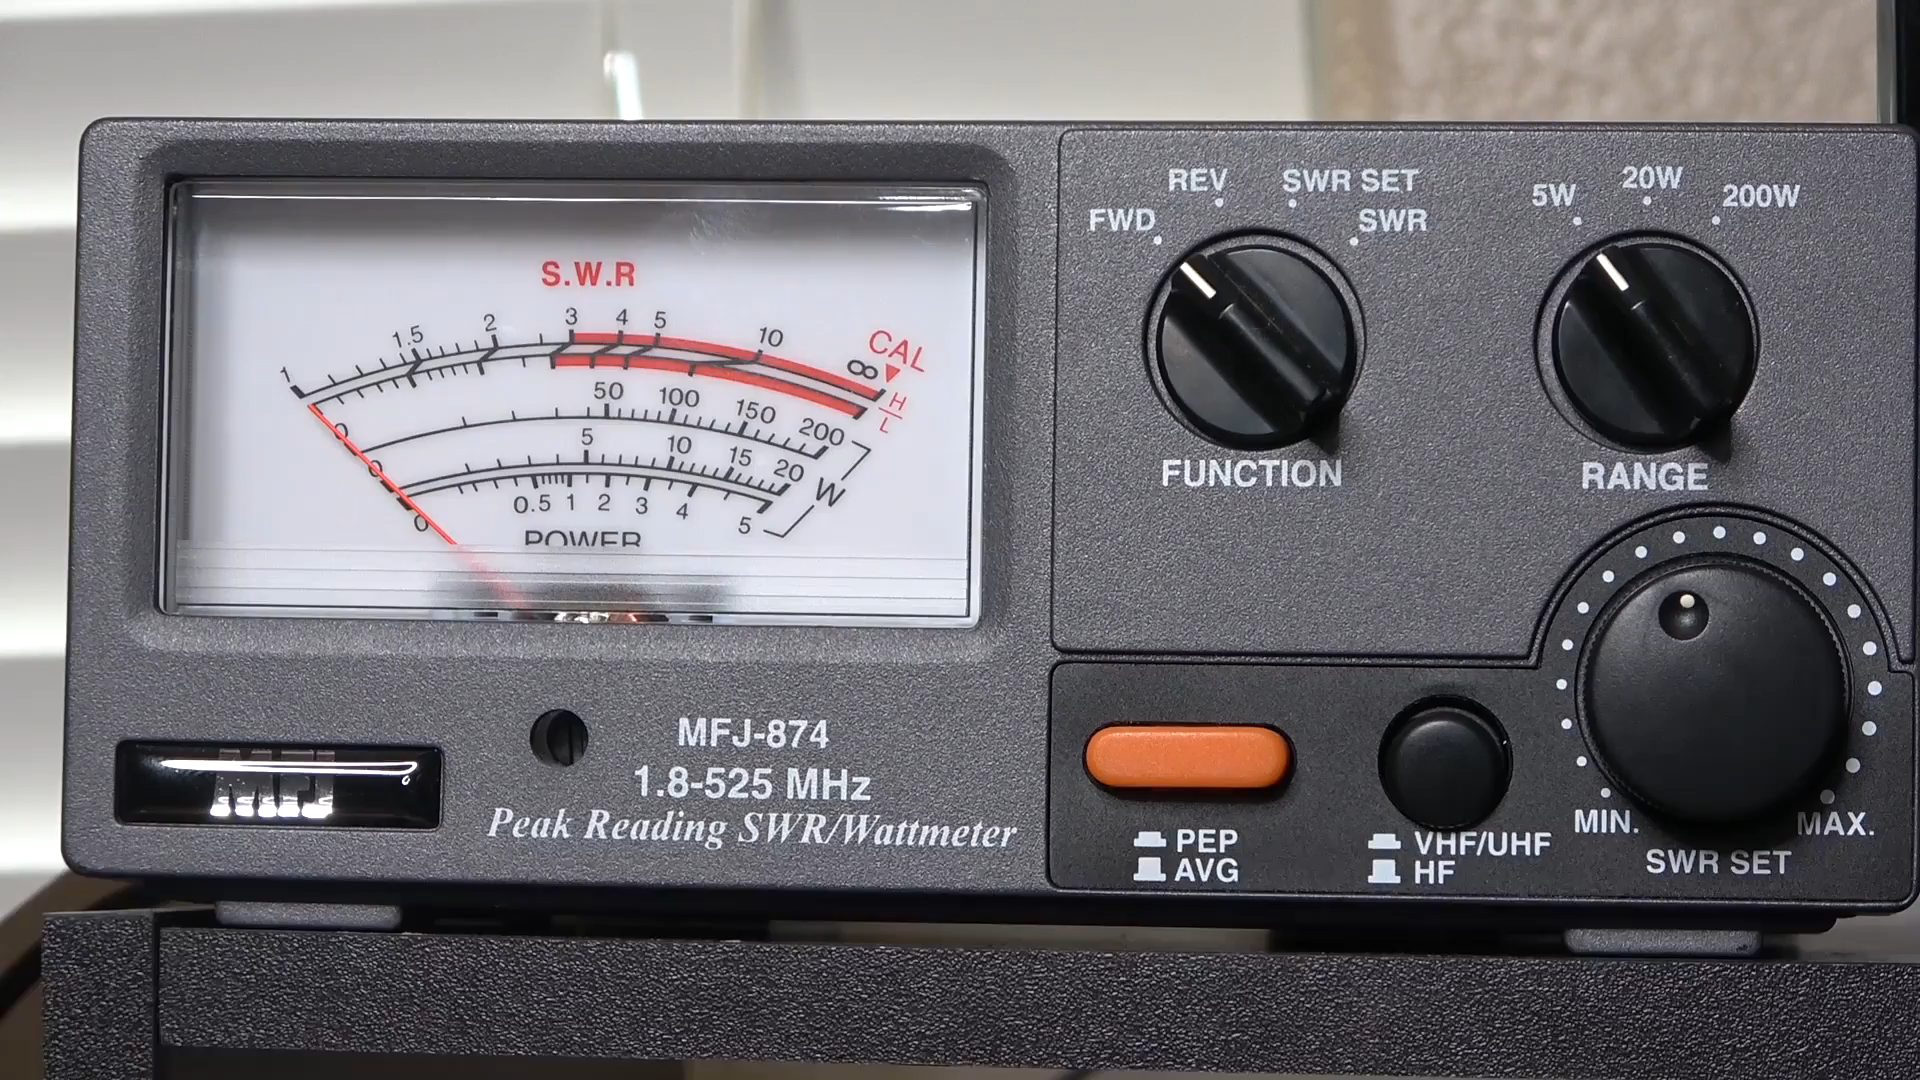 S.W.R
1 1.5 2 3 4 5 10 ∞ CAL
H
L
0 50 100 150 200
0 5 10 15 20 W
0 0.5 1 2 3 4 5
POWER
FWD REV SWR SET SWR
FUNCTION
5W 20W 200W
RANGE
MFJ
MFJ-874
1.8-525 MHz
Peak Reading SWR/Wattmeter
PEP
AVG
VHF/UHF
HF
MIN. MAX.
SWR SET